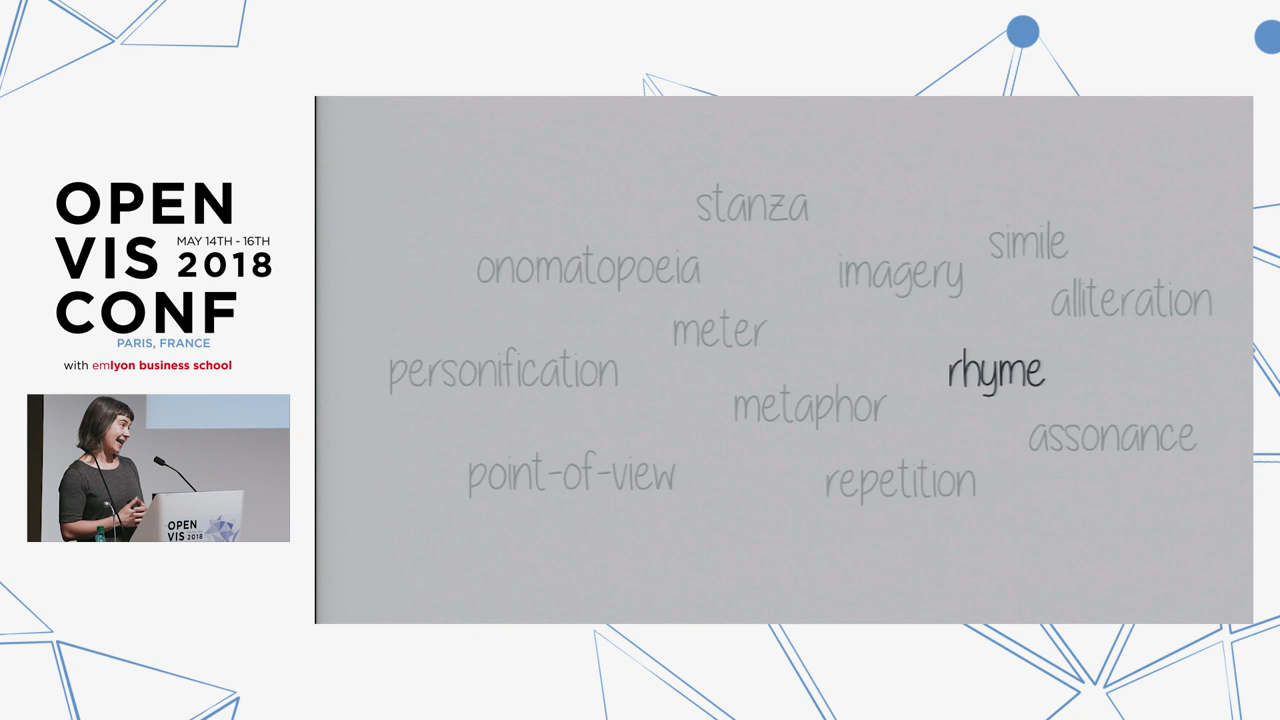 OPEN
VIS MAY 14TH - 16TH
2018
CONF
PARIS, FRANCE
with emlyon business school
stanza
simile
onomatopoeia
imagery
alliteration
meter
personification
rhyme
metaphor
assonance
point-of-view
repetition
OPEN
VIS 2018